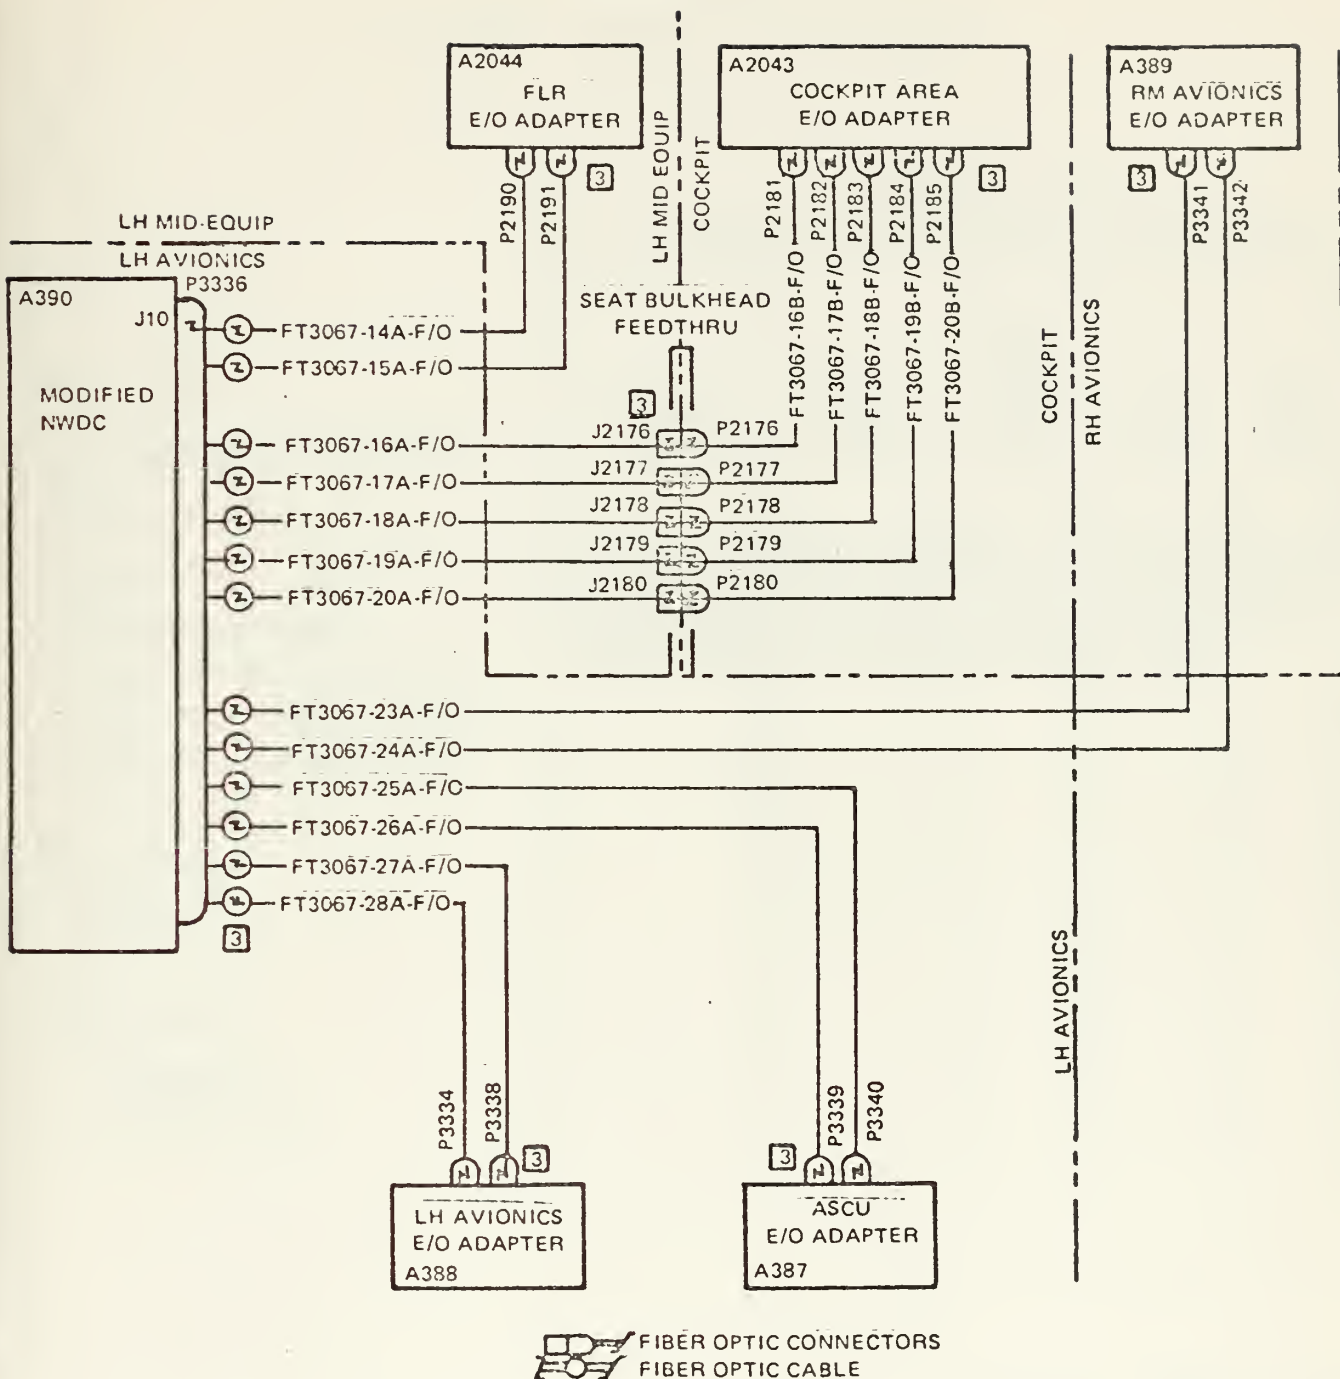 A2044
FLR
E/O ADAPTER
3
P2190
P2191
LH MID EQUIP
COCKPIT
A2043
COCKPIT AREA
E/O ADAPTER
3
P2181
P2182
P2183
P2184
P2185
A389
RM AVIONICS
E/O ADAPTER
3
P3341
P3342
LH MID-EQUIP
LH AVIONICS
P3336
A390
J10
MODIFIED
NWDC
SEAT BULKHEAD
FEEDTHRU
3
FT3067-16B-F/O
FT3067-17B-F/O
FT3067-18B-F/O
FT3067-19B-F/O
FT3067-20B-F/O
COCKPIT
RH AVIONICS
FT3067-14A-F/O
FT3067-15A-F/O
FT3067-16A-F/O
J2176
P2176
FT3067-17A-F/O
J2177
P2177
FT3067-18A-F/O
J2178
P2178
FT3067-19A-F/O
J2179
P2179
FT3067-20A-F/O
J2180
P2180
FT3067-23A-F/O
FT3067-24A-F/O
FT3067-25A-F/O
FT3067-26A-F/O
FT3067-27A-F/O
FT3067-28A-F/O
3
LH AVIONICS
P3334
P3338
3
LH AVIONICS
E/O ADAPTER
A388
3
P3339
P3340
ASCU
E/O ADAPTER
A387
FIBER OPTIC CONNECTORS
FIBER OPTIC CABLE